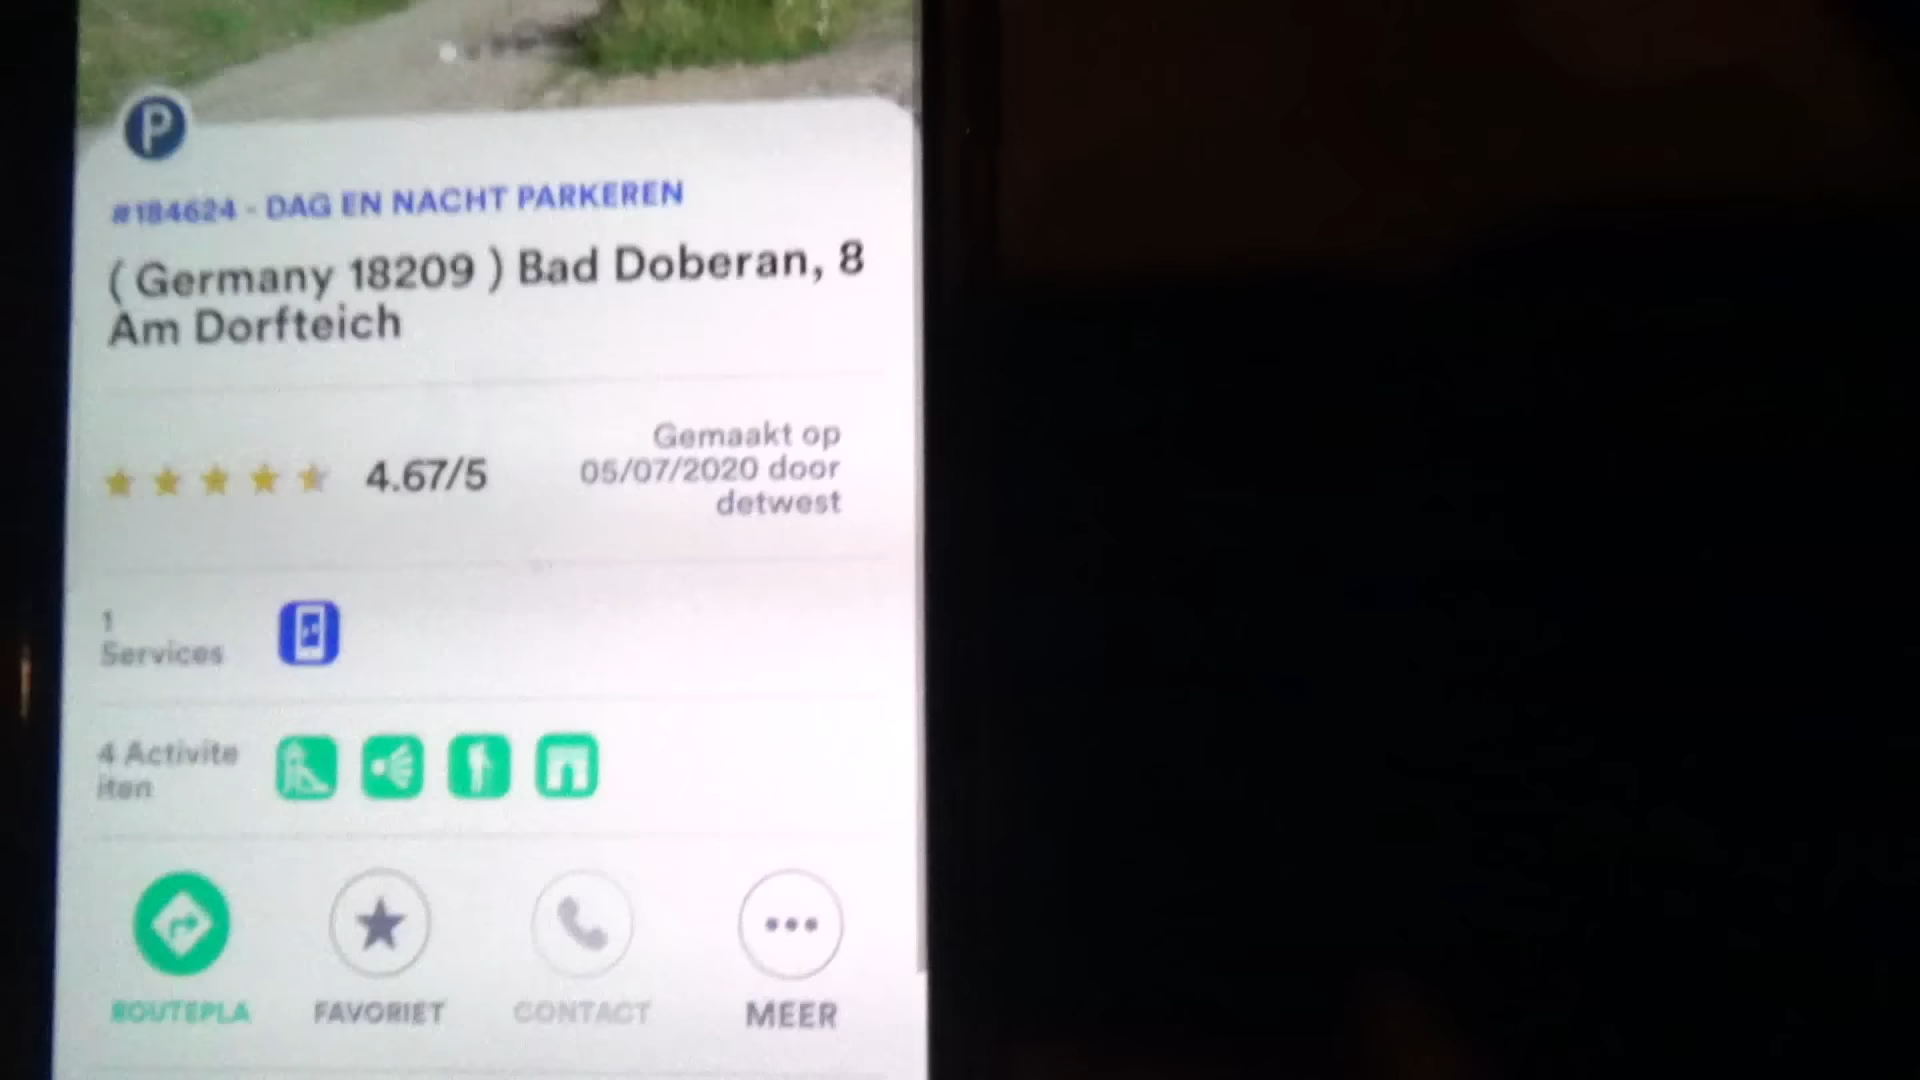 P
#184624 - DAG EN NACHT PARKEREN
( Germany 18209 ) Bad Doberan, 8
Am Dorfteich
4.67/5
Gemaakt op
05/07/2020 door
detwest
1
Services
4 Activite
iten
ROUTEPLA
FAVORIET
CONTACT
MEER